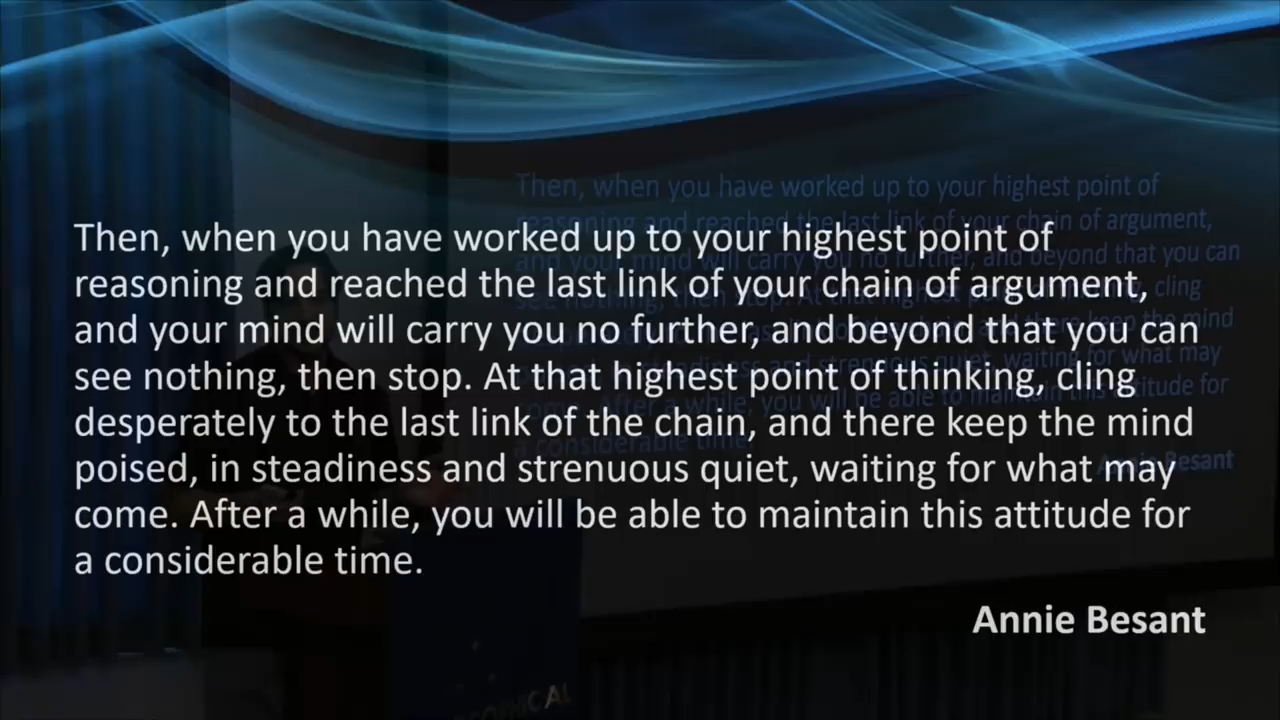 Then, when you have worked up to your highest point of
reasoning and reached the last link of your chain of argument,
and your mind will carry you no further, and beyond that you can
see nothing, then stop. At that highest point of thinking, cling
desperately to the last link of the chain, and there keep the mind
poised, in steadiness and strenuous quiet, waiting for what may
come. After a while, you will be able to maintain this attitude for
a considerable time.
Annie Besant